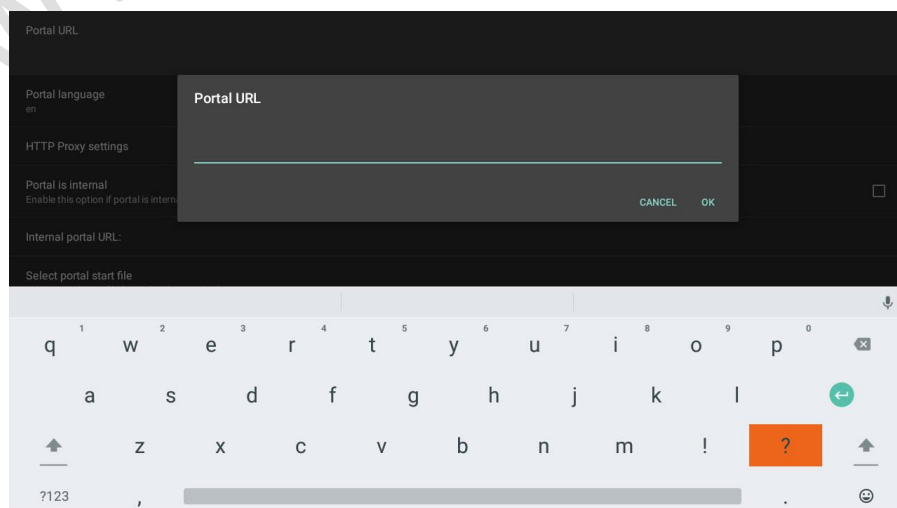 Portal URL
Portal language
en
HTTP Proxy settings
Portal is internal
Enable this option if portal is intern
Internal portal URL:
Select portal start file
Portal URL
CANCEL OK
1 2 3 4 5 6 7 8 9 0
q w e r t y u i o p
a s d f g h j k l
z x c v b n m ! ?
?123 , .